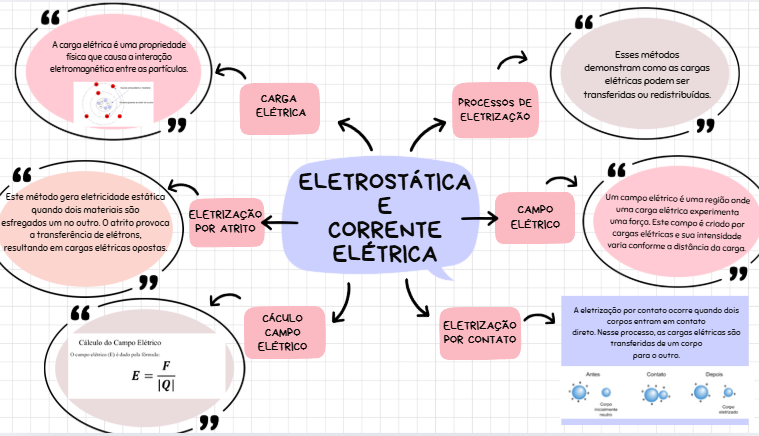 ELETROSTÁTICA
E
CORRENTE
ELÉTRICA
CARGA
ELÉTRICA
A carga elétrica é uma propriedade
física que causa a interação
eletromagnética entre as partículas.
PROCESSOS DE
ELETRIZAÇÃO
Esses métodos
demonstram como as cargas
elétricas podem ser
transferidas ou redistribuídas.
ELETRIZAÇÃO
POR ATRITO
Este método gera eletricidade estática
quando dois materiais são
esfregados um no outro. O atrito provoca
a transferência de elétrons,
resultando em cargas elétricas opostas.
CAMPO
ELÉTRICO
Um campo elétrico é uma região onde
uma carga elétrica experimenta
uma força. Este campo é criado por
cargas elétricas e sua intensidade
varia conforme a distância da carga.
CÁCULO
CAMPO
ELÉTRICO
Cálculo do Campo Elétrico
O campo elétrico (E) é dado pela fórmula:
E = F / |Q|
ELETRIZAÇÃO
POR CONTATO
A eletrização por contato ocorre quando dois
corpos entram em contato
direto. Nesse processo, as cargas elétricas são
transferidas de um corpo
para o outro.
Antes Contato Depois
Corpo
inicialmente
neutro
Corpo
eletrizado